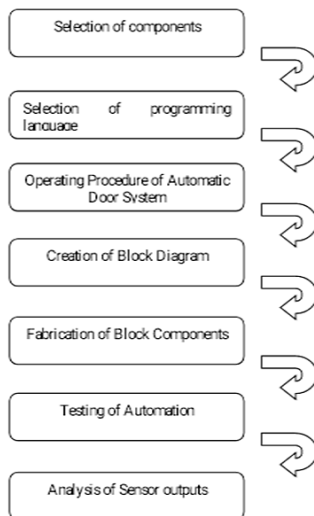 Selection of components
Selection of programming
language
Operating Procedure of Automatic
Door System
Creation of Block Diagram
Fabrication of Block Components
Testing of Automation
Analysis of Sensor outputs